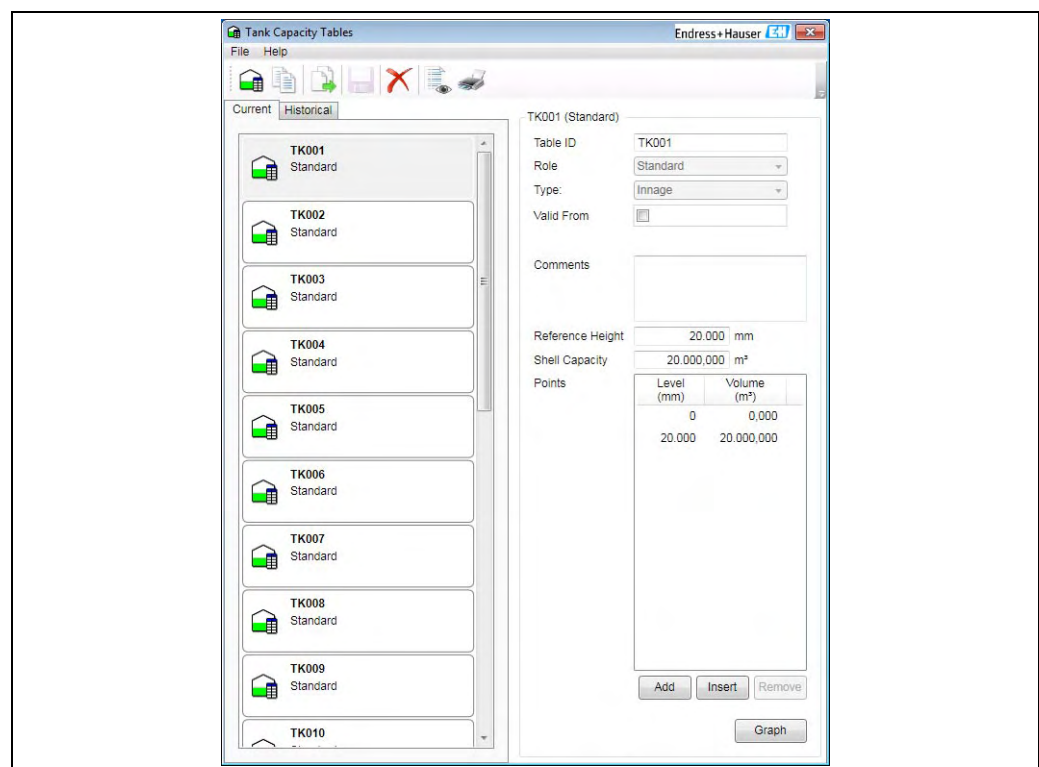 Tank Capacity Tables
Endress+Hauser EH
File Help
Current Historical
TK001
Standard
TK002
Standard
TK003
Standard
TK004
Standard
TK005
Standard
TK006
Standard
TK007
Standard
TK008
Standard
TK009
Standard
TK010
TK001 (Standard)
Table ID TK001
Role Standard
Type: Innage
Valid From
Comments
Reference Height 20.000 mm
Shell Capacity 20.000,000 m³
Points
Level Volume
(mm) (m³)
0 0,000
20.000 20.000,000
Add Insert Remove
Graph